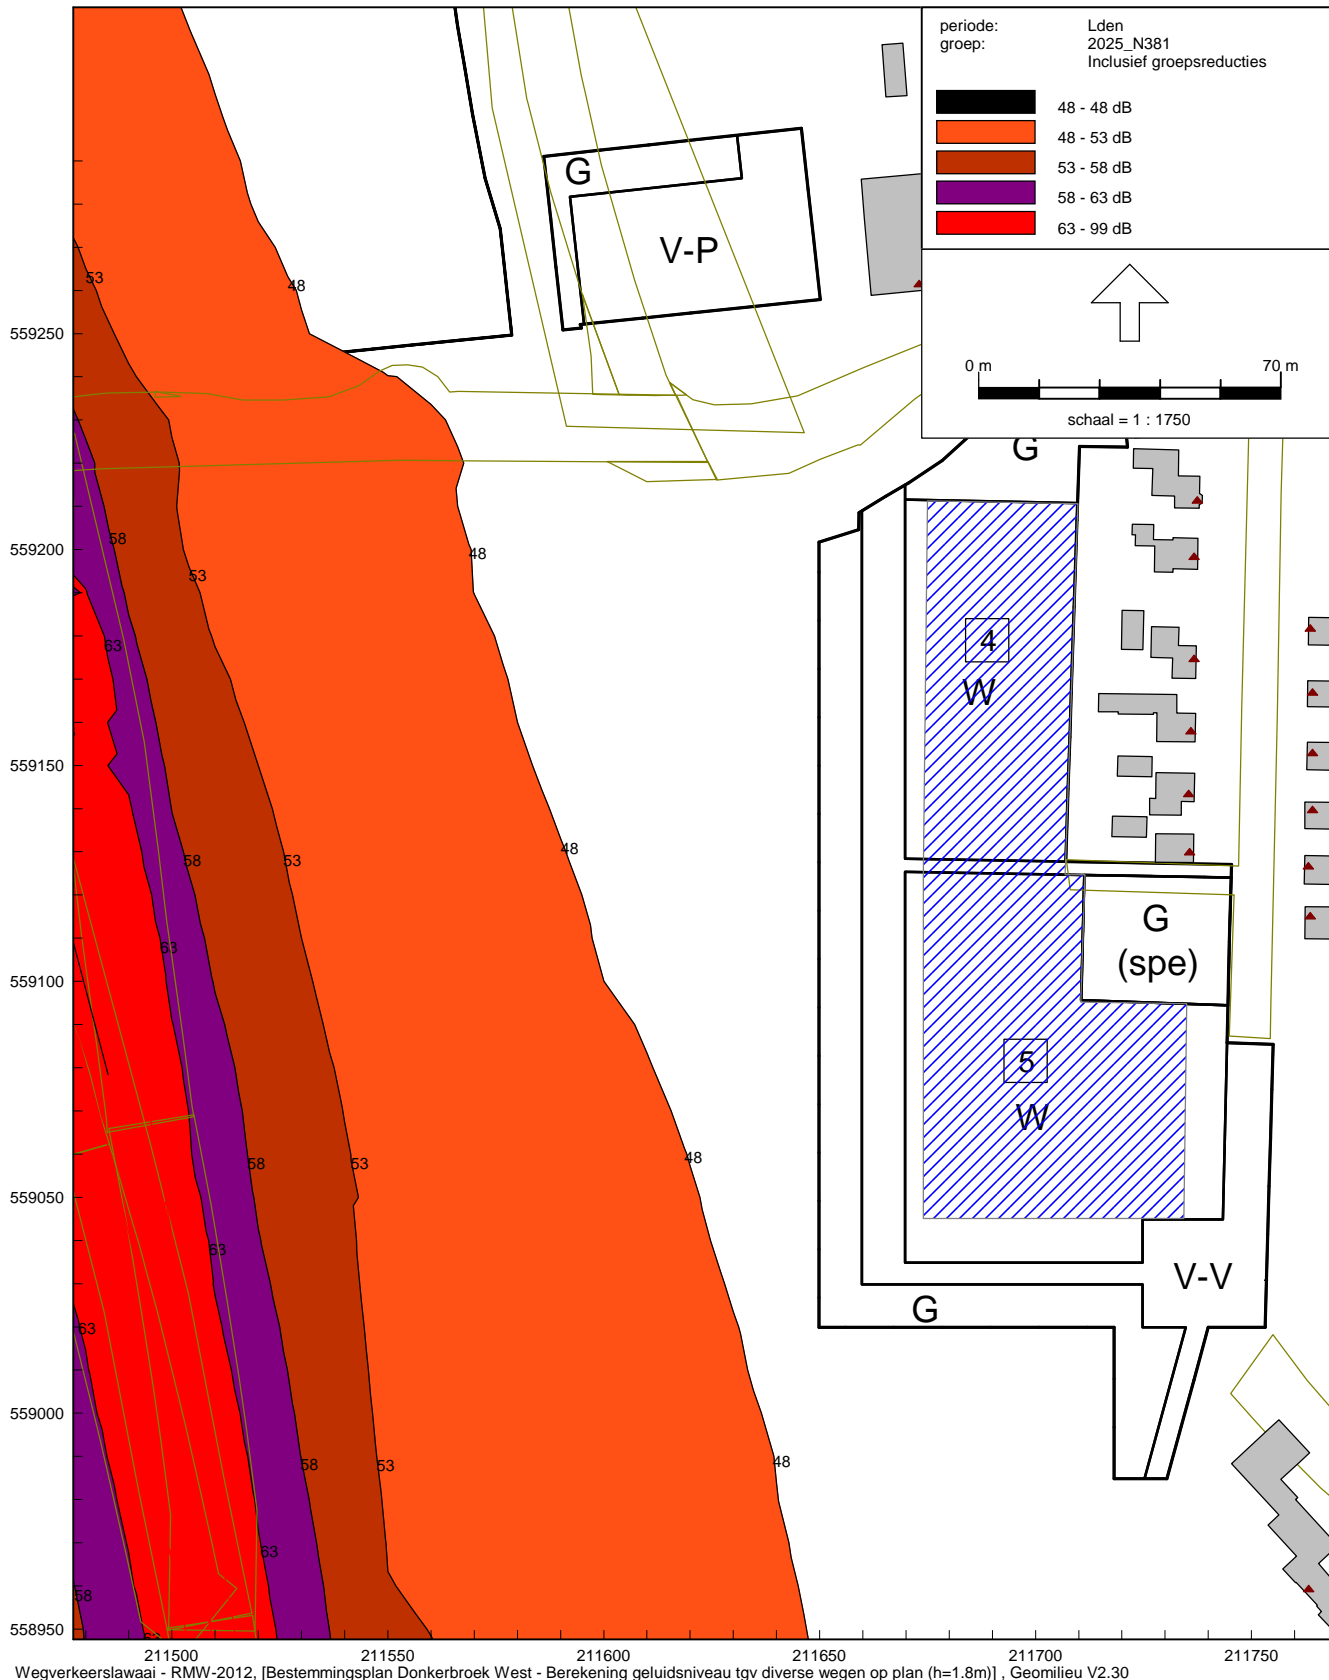 periode: Lden
groep: 2025_N381
Inclusief groepsreducties
48 - 48 dB
48 - 53 dB
53 - 58 dB
58 - 63 dB
63 - 99 dB
0 m 70 m
schaal = 1 : 1750
G
V-P
53
48
559250
G
58
48
559200
53
63
4
W
559150
58
53
48
63
G
(spe)
559100
5
W
58
53
48
559050
63
V-V
G
63
559000
58
53
48
63
58
63
558950
211500 211550 211600 211650 211700 211750
Wegverkeerslawaai - RMW-2012, [Bestemmingsplan Donkerbroek West - Berekening geluidsniveau tgv diverse wegen op plan (h=1.8m)] , Geomilieu V2.30